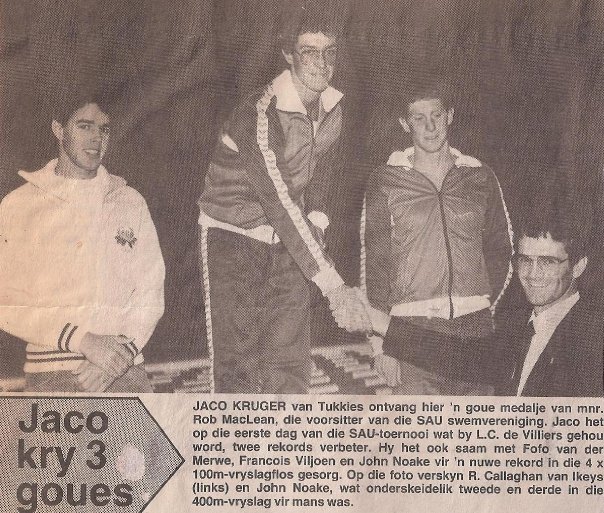 Jaco
kry 3
goues
JACO KRUGER van Tukkies ontvang hier 'n goue medalje van mnr.
Rob MacLean, die voorsitter van die SAU swemvereniging. Jaco het
op die eerste dag van die SAU-toernooi wat by L.C. de Villiers gehou
word, twee rekords verbeter. Hy het ook saam met Fofo van der
Merwe, Francois Viljoen en John Noake vir 'n nuwe rekord in die 4 x
100m-vryslagflos gesorg. Op die foto verskyn R. Callaghan van Ikeys
(links) en John Noake, wat onderskeidelik tweede en derde in die
400m-vryslag vir mans was.